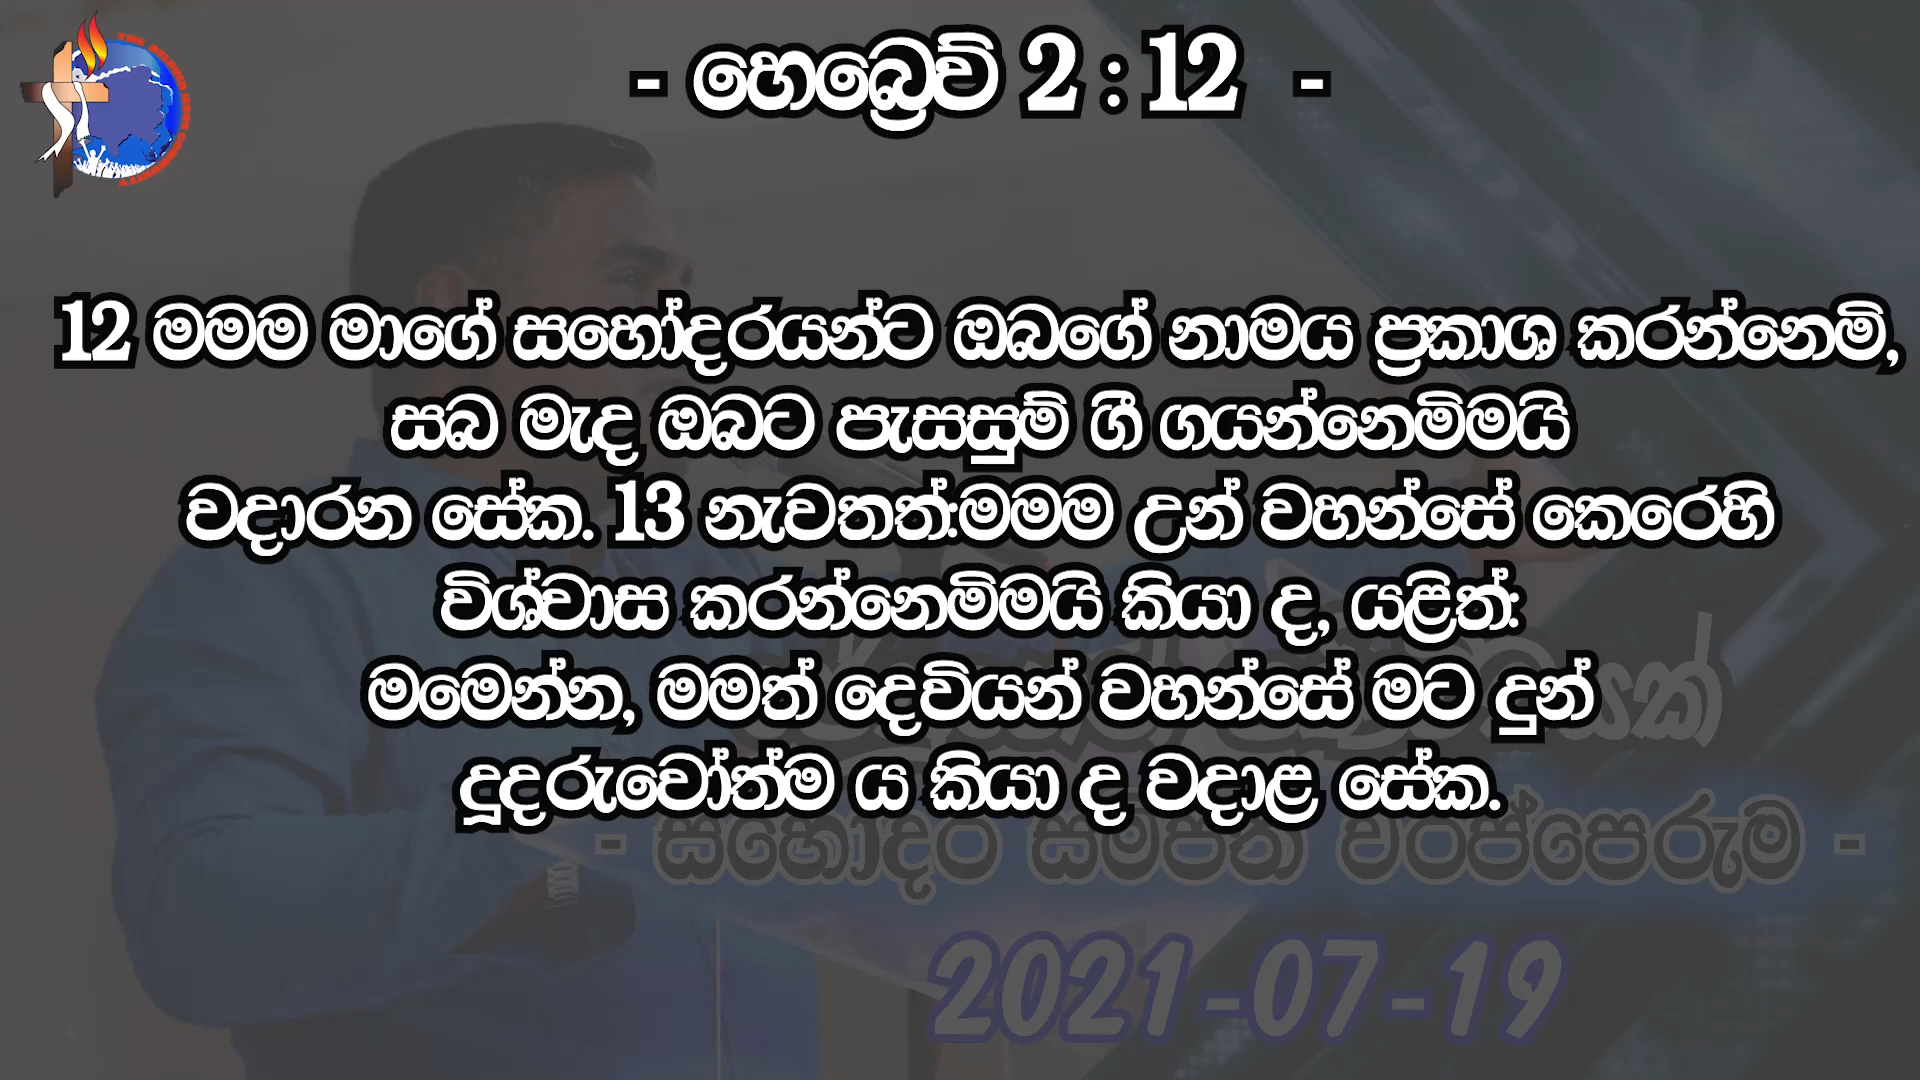 - හෙබ්‍රෙව් 2 : 12 -
12 මමම මාගේ සහෝදරයන්ට ඔබගේ නාමය ප්‍රකාශ කරන්නෙමි,
සබ මැද ඔබට පැසසුම් ගී ගයන්නෙමිමයි
වදාරන සේක. 13 නැවතත්:මමම උන් වහන්සේ කෙරෙහි
විශ්වාස කරන්නෙමිමයි කියා ද, යළිත්:
මමෙන්න, මමත් දෙවියන් වහන්සේ මට දුන්
දූදරුවෝත්ම ය කියා ද වදාළ සේක.
- සහෝදර සම්පත් වරප්පෙරුම -
2021-07-19